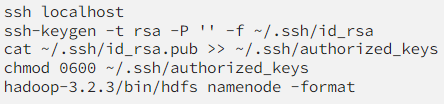 ssh localhost
ssh-keygen -t rsa -P '' -f ~/.ssh/id_rsa
cat ~/.ssh/id_rsa.pub >> ~/.ssh/authorized_keys
chmod 0600 ~/.ssh/authorized_keys
hadoop-3.2.3/bin/hdfs namenode -format